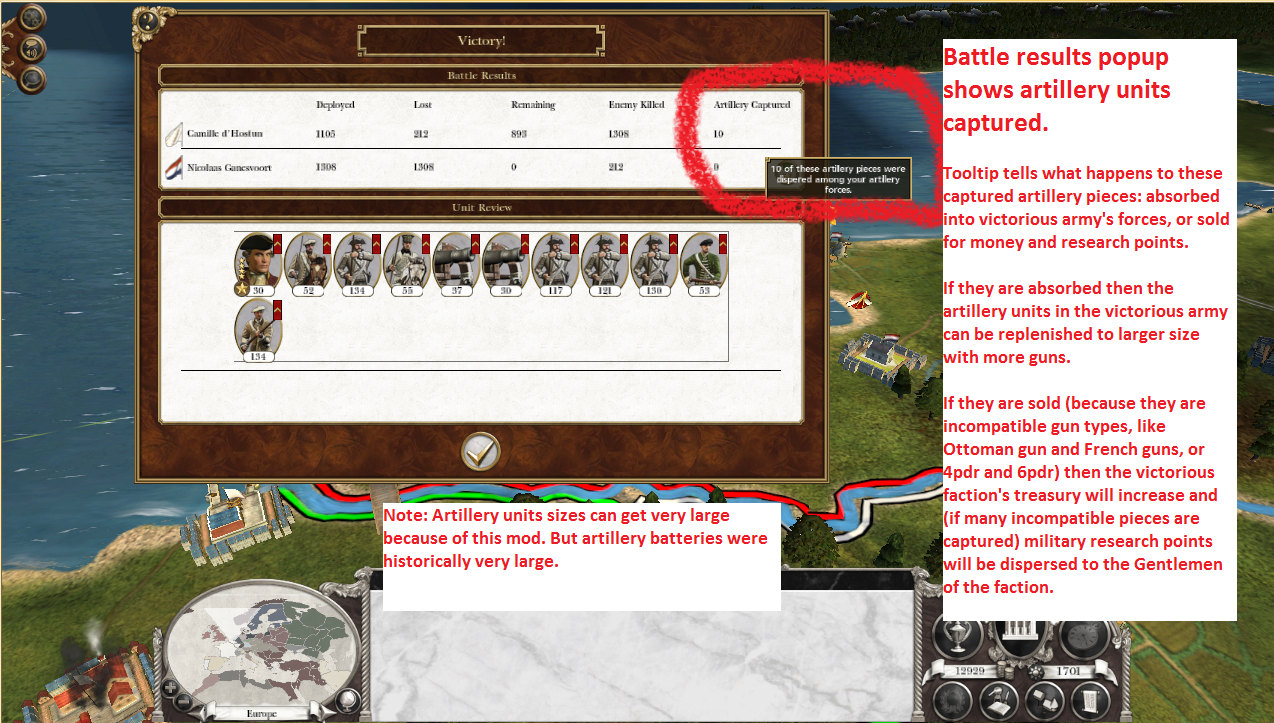 Victory!
Battle Results
Deployed Lost Remaining Enemy Killed Artillery Captured
Camille d'Hostun 1105 212 893 1308 10
Nicolaas Gansevoort 1308 1308 0 212 0
10 of these artillery pieces were
dispered among your artillery
forces.
Unit Review
30 52 134 55 37 30 117 121 130 53
134
Battle results popup
shows artillery units
captured.
Tooltip tells what happens to these
captured artillery pieces: absorbed
into victorious army's forces, or sold
for money and research points.
If they are absorbed then the
artillery units in the victorious army
can be replenished to larger size
with more guns.
If they are sold (because they are
incompatible gun types, like
Ottoman gun and French guns, or
4pdr and 6pdr) then the victorious
faction's treasury will increase and
(if many incompatible pieces are
captured) military research points
will be dispersed to the Gentlemen
of the faction.
Note: Artillery units sizes can get very large
because of this mod. But artillery batteries were
historically very large.
Europe
12929 1701